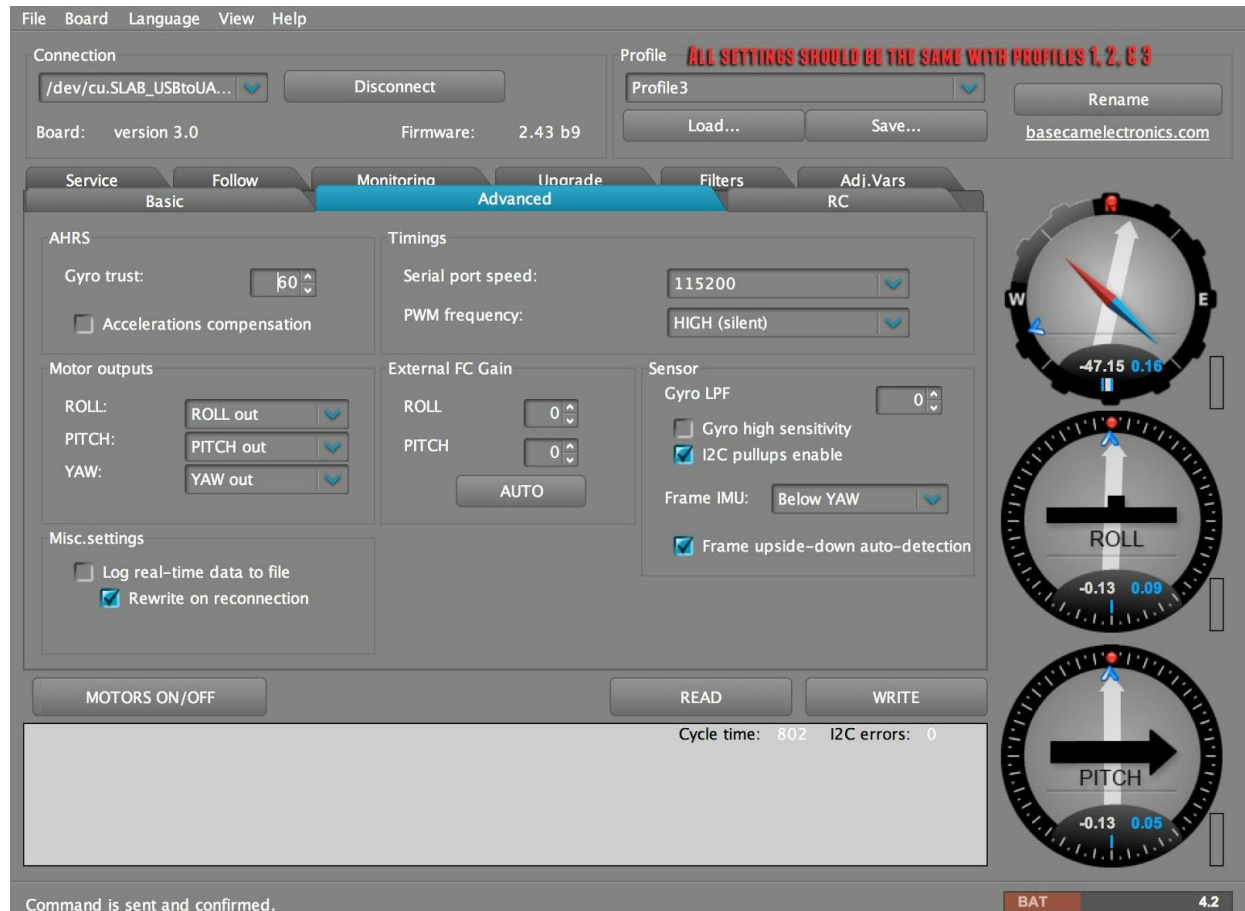 File Board Language View Help
Connection
/dev/cu.SLAB_USBtoUA...
Disconnect
Board: version 3.0
Firmware: 2.43 b9
Profile
All settings should be the same with profiles 1, 2, & 3
Profile3
Load...
Save...
Rename
basecamelectronics.com
Service Follow Monitoring Upgrade Filters Adj.Vars
Basic Advanced RC
AHRS
Gyro trust: 60
Accelerations compensation
Timings
Serial port speed: 115200
PWM frequency: HIGH (silent)
Motor outputs
ROLL: ROLL out
PITCH: PITCH out
YAW: YAW out
External FC Gain
ROLL 0
PITCH 0
AUTO
Sensor
Gyro LPF 0
Gyro high sensitivity
I2C pullups enable
Frame IMU: Below YAW
Frame upside-down auto-detection
Misc.settings
Log real-time data to file
Rewrite on reconnection
MOTORS ON/OFF
READ
WRITE
Cycle time: 802 I2C errors: 0
W E
-47.15 0.16
ROLL
-0.13 0.09
PITCH
-0.13 0.05
Command is sent and confirmed.
BAT 4.2